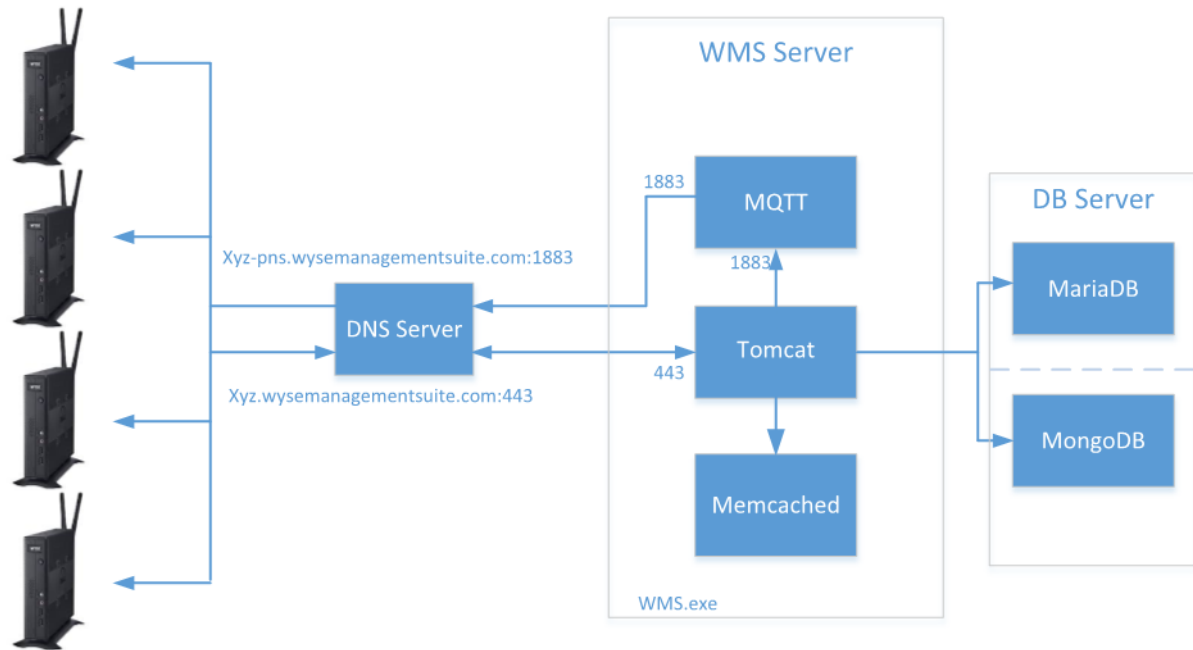 WMS Server
1883
MQTT
DB Server
Xyz-pns.wysemanagementsuite.com:1883
1883
MariaDB
DNS Server
Tomcat
443
Xyz.wysemanagementsuite.com:443
MongoDB
Memcached
WMS.exe